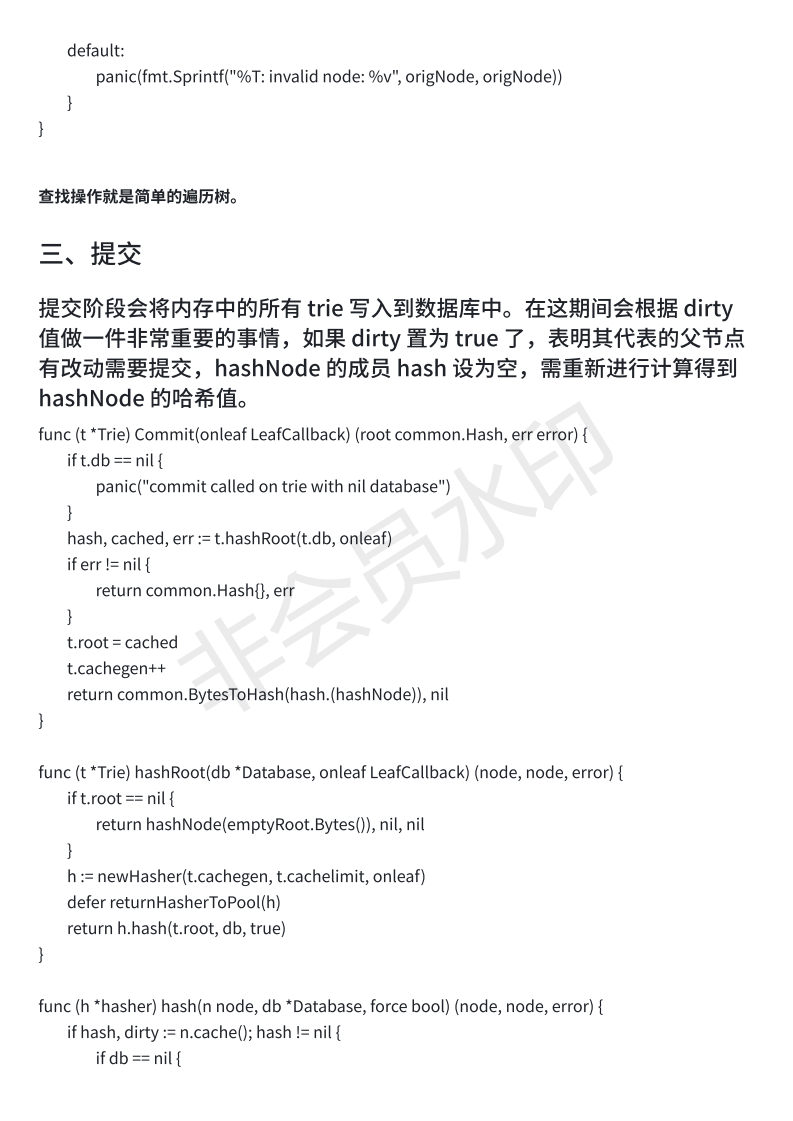 default:
panic(fmt.Sprintf("%T: invalid node: %v", origNode, origNode))
}
}
查找操作就是简单的遍历树。
三、提交
提交阶段会将内存中的所有 trie 写入到数据库中。在这期间会根据 dirty
值做一件非常重要的事情，如果 dirty 置为 true 了，表明其代表的父节点
有改动需要提交，hashNode 的成员 hash 设为空，需重新进行计算得到
hashNode 的哈希值。
func (t *Trie) Commit(onleaf LeafCallback) (root common.Hash, err error) {
if t.db == nil {
panic("commit called on trie with nil database")
}
hash, cached, err := t.hashRoot(t.db, onleaf)
if err != nil {
return common.Hash{}, err
}
t.root = cached
t.cachegen++
return common.BytesToHash(hash.(hashNode)), nil
}
func (t *Trie) hashRoot(db *Database, onleaf LeafCallback) (node, node, error) {
if t.root == nil {
return hashNode(emptyRoot.Bytes()), nil, nil
}
h := newHasher(t.cachegen, t.cachelimit, onleaf)
defer returnHasherToPool(h)
return h.hash(t.root, db, true)
}
func (h *hasher) hash(n node, db *Database, force bool) (node, node, error) {
if hash, dirty := n.cache(); hash != nil {
if db == nil {
非会员水印